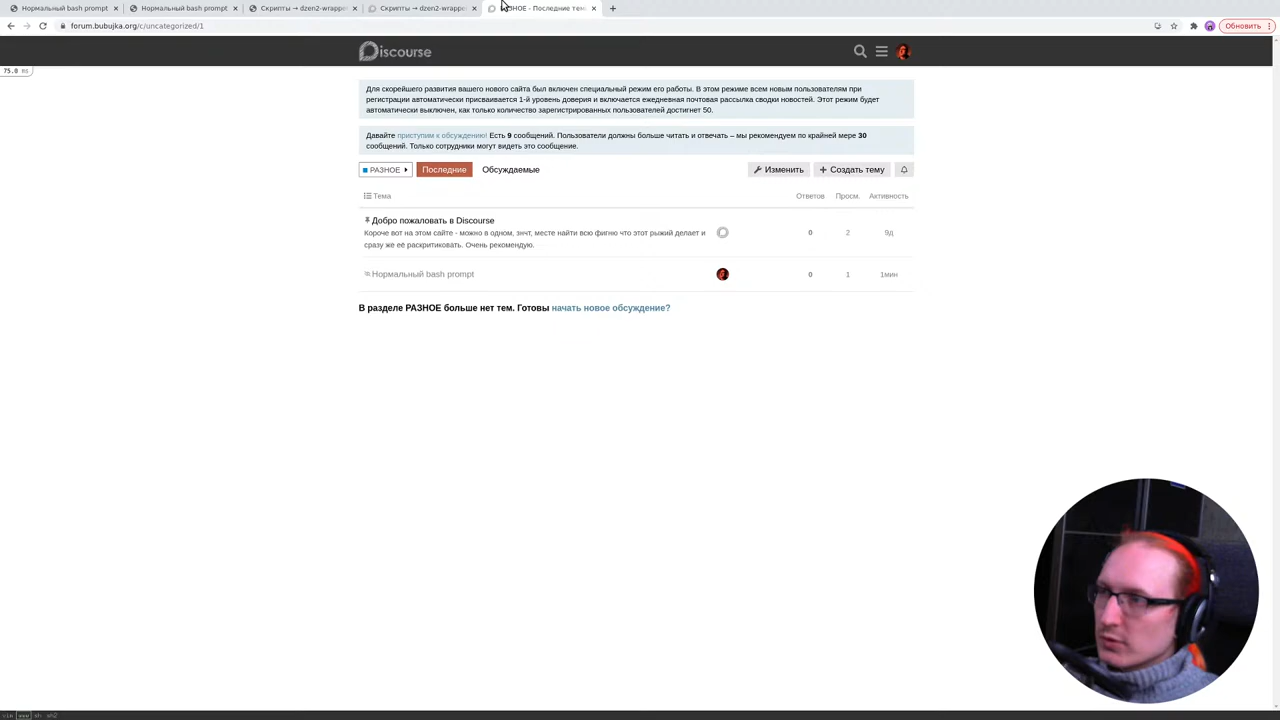 Нормальный bash prompt
Нормальный bash prompt
Скрипты → dzen2-wrappe
Скрипты → dzen2-wrappe
НОЕ - Последние тем
forum.bubujka.org/c/uncategorized/1
Обновить
75.0 ms
Discourse
Для скорейшего развития вашего нового сайта был включен специальный режим его работы. В этом режиме всем новым пользователям при
регистрации автоматически присваивается 1-й уровень доверия и включается ежедневная почтовая рассылка сводки новостей. Этот режим будет
автоматически выключен, как только количество зарегистрированных пользователей достигнет 50.
Давайте приступим к обсуждению! Есть 9 сообщений. Пользователи должны больше читать и отвечать – мы рекомендуем по крайней мере 30
сообщений. Только сотрудники могут видеть это сообщение.
РАЗНОЕ
Последние
Обсуждаемые
Изменить
Создать тему
Тема
Ответов
Просм.
Активность
Добро пожаловать в Discourse
Короче вот на этом сайте - можно в одном, знчт, месте найти всю фигню что этот рыжий делает и
сразу же её раскритиковать. Очень рекомендую.
0
2
9д
Нормальный bash prompt
0
1
1мин
В разделе РАЗНОЕ больше нет тем. Готовы начать новое обсуждение?